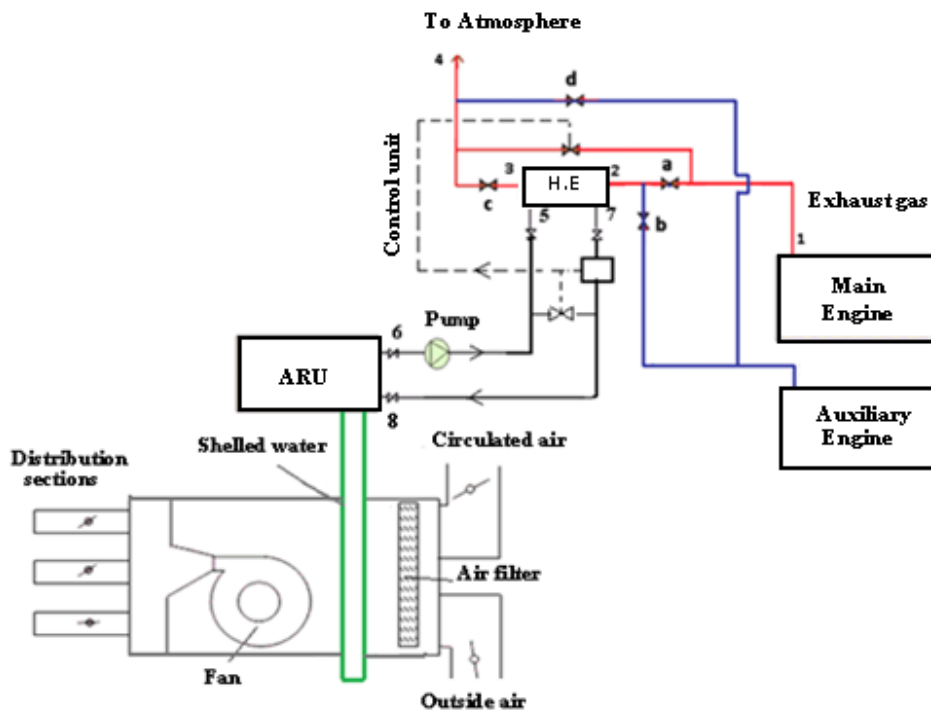 To Atmosphere
4
d
Control unit
3
H.E
2
a
c
5
7
b
Exhaust gas
1
Main
Engine
6
Pump
ARU
8
Auxiliary
Engine
Shelled water
Circulated air
Distribution
sections
Air filter
Fan
Outside air